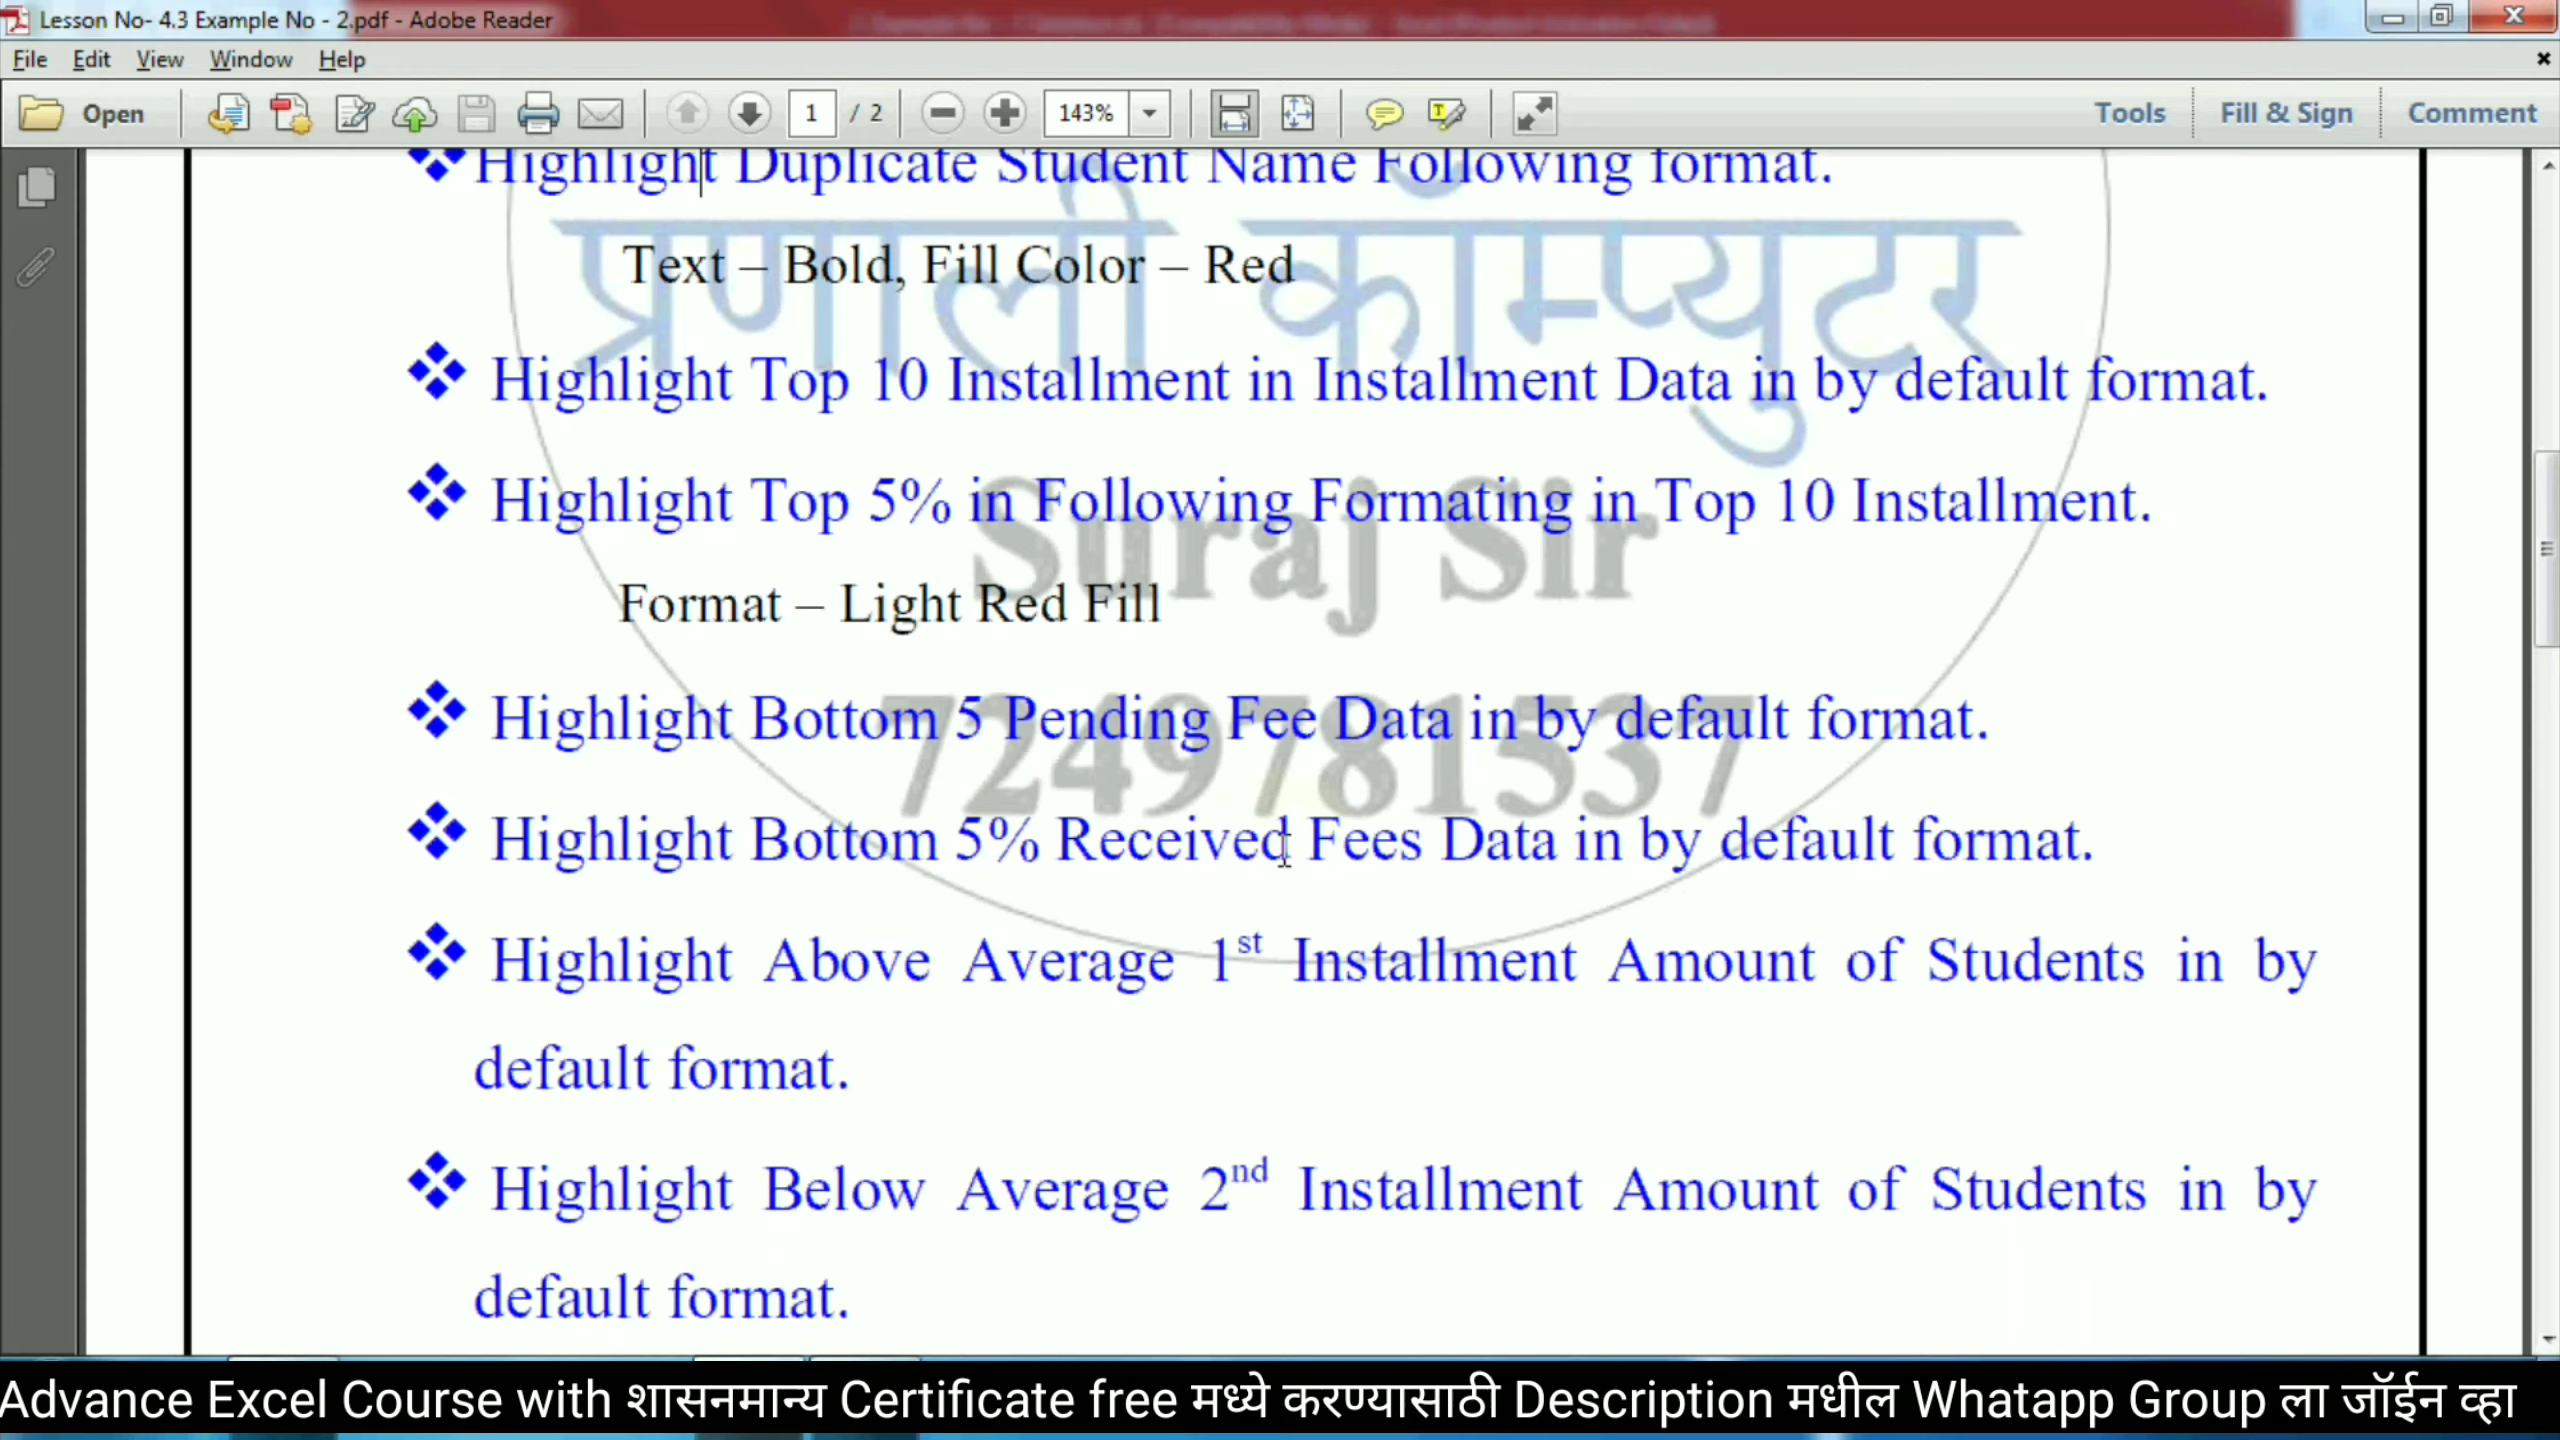 Lesson No- 4.3 Example No - 2.pdf - Adobe Reader
File Edit View Window Help
Open 1 / 2 143% Tools Fill & Sign Comment
Highlight Duplicate Student Name Following format.
प्रणाली कॉम्प्युटर
Text – Bold, Fill Color – Red
Highlight Top 10 Installment in Installment Data in by default format.
Highlight Top 5% in Following Formating in Top 10 Installment.
Suraj Sir
Format – Light Red Fill
Highlight Bottom 5 Pending Fee Data in by default format.
7249781537
Highlight Bottom 5% Received Fees Data in by default format.
Highlight Above Average 1st Installment Amount of Students in by
default format.
Highlight Below Average 2nd Installment Amount of Students in by
default format.
Advance Excel Course with शासनमान्य Certificate free मध्ये करण्यासाठी Description मधील Whatapp Group ला जॉईन व्हा